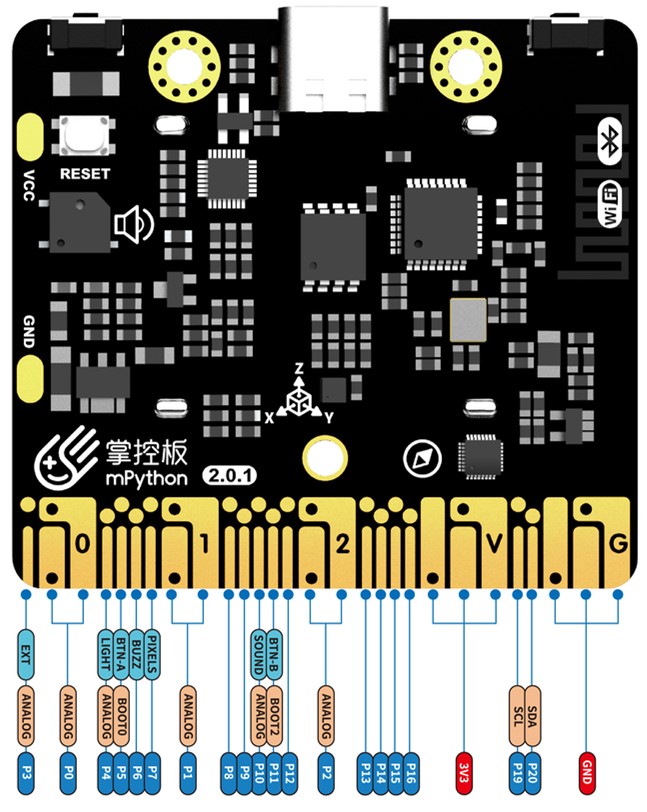 RESET
VCC
WiFi
GND
Z
X
Y
掌控板
mPython
2.0.1
0
1
2
V
G
EXT
LIGHT
BTN-A
BUZZ
PIXELS
SOUND
BTN-B
ANALOG
ANALOG
ANALOG
BOOT0
ANALOG
ANALOG
BOOT2
ANALOG
SCL
SDA
P3
P0
P4
P5
P6
P7
P1
P8
P9
P10
P11
P12
P2
P13
P14
P15
P16
3V3
P19
P20
GND